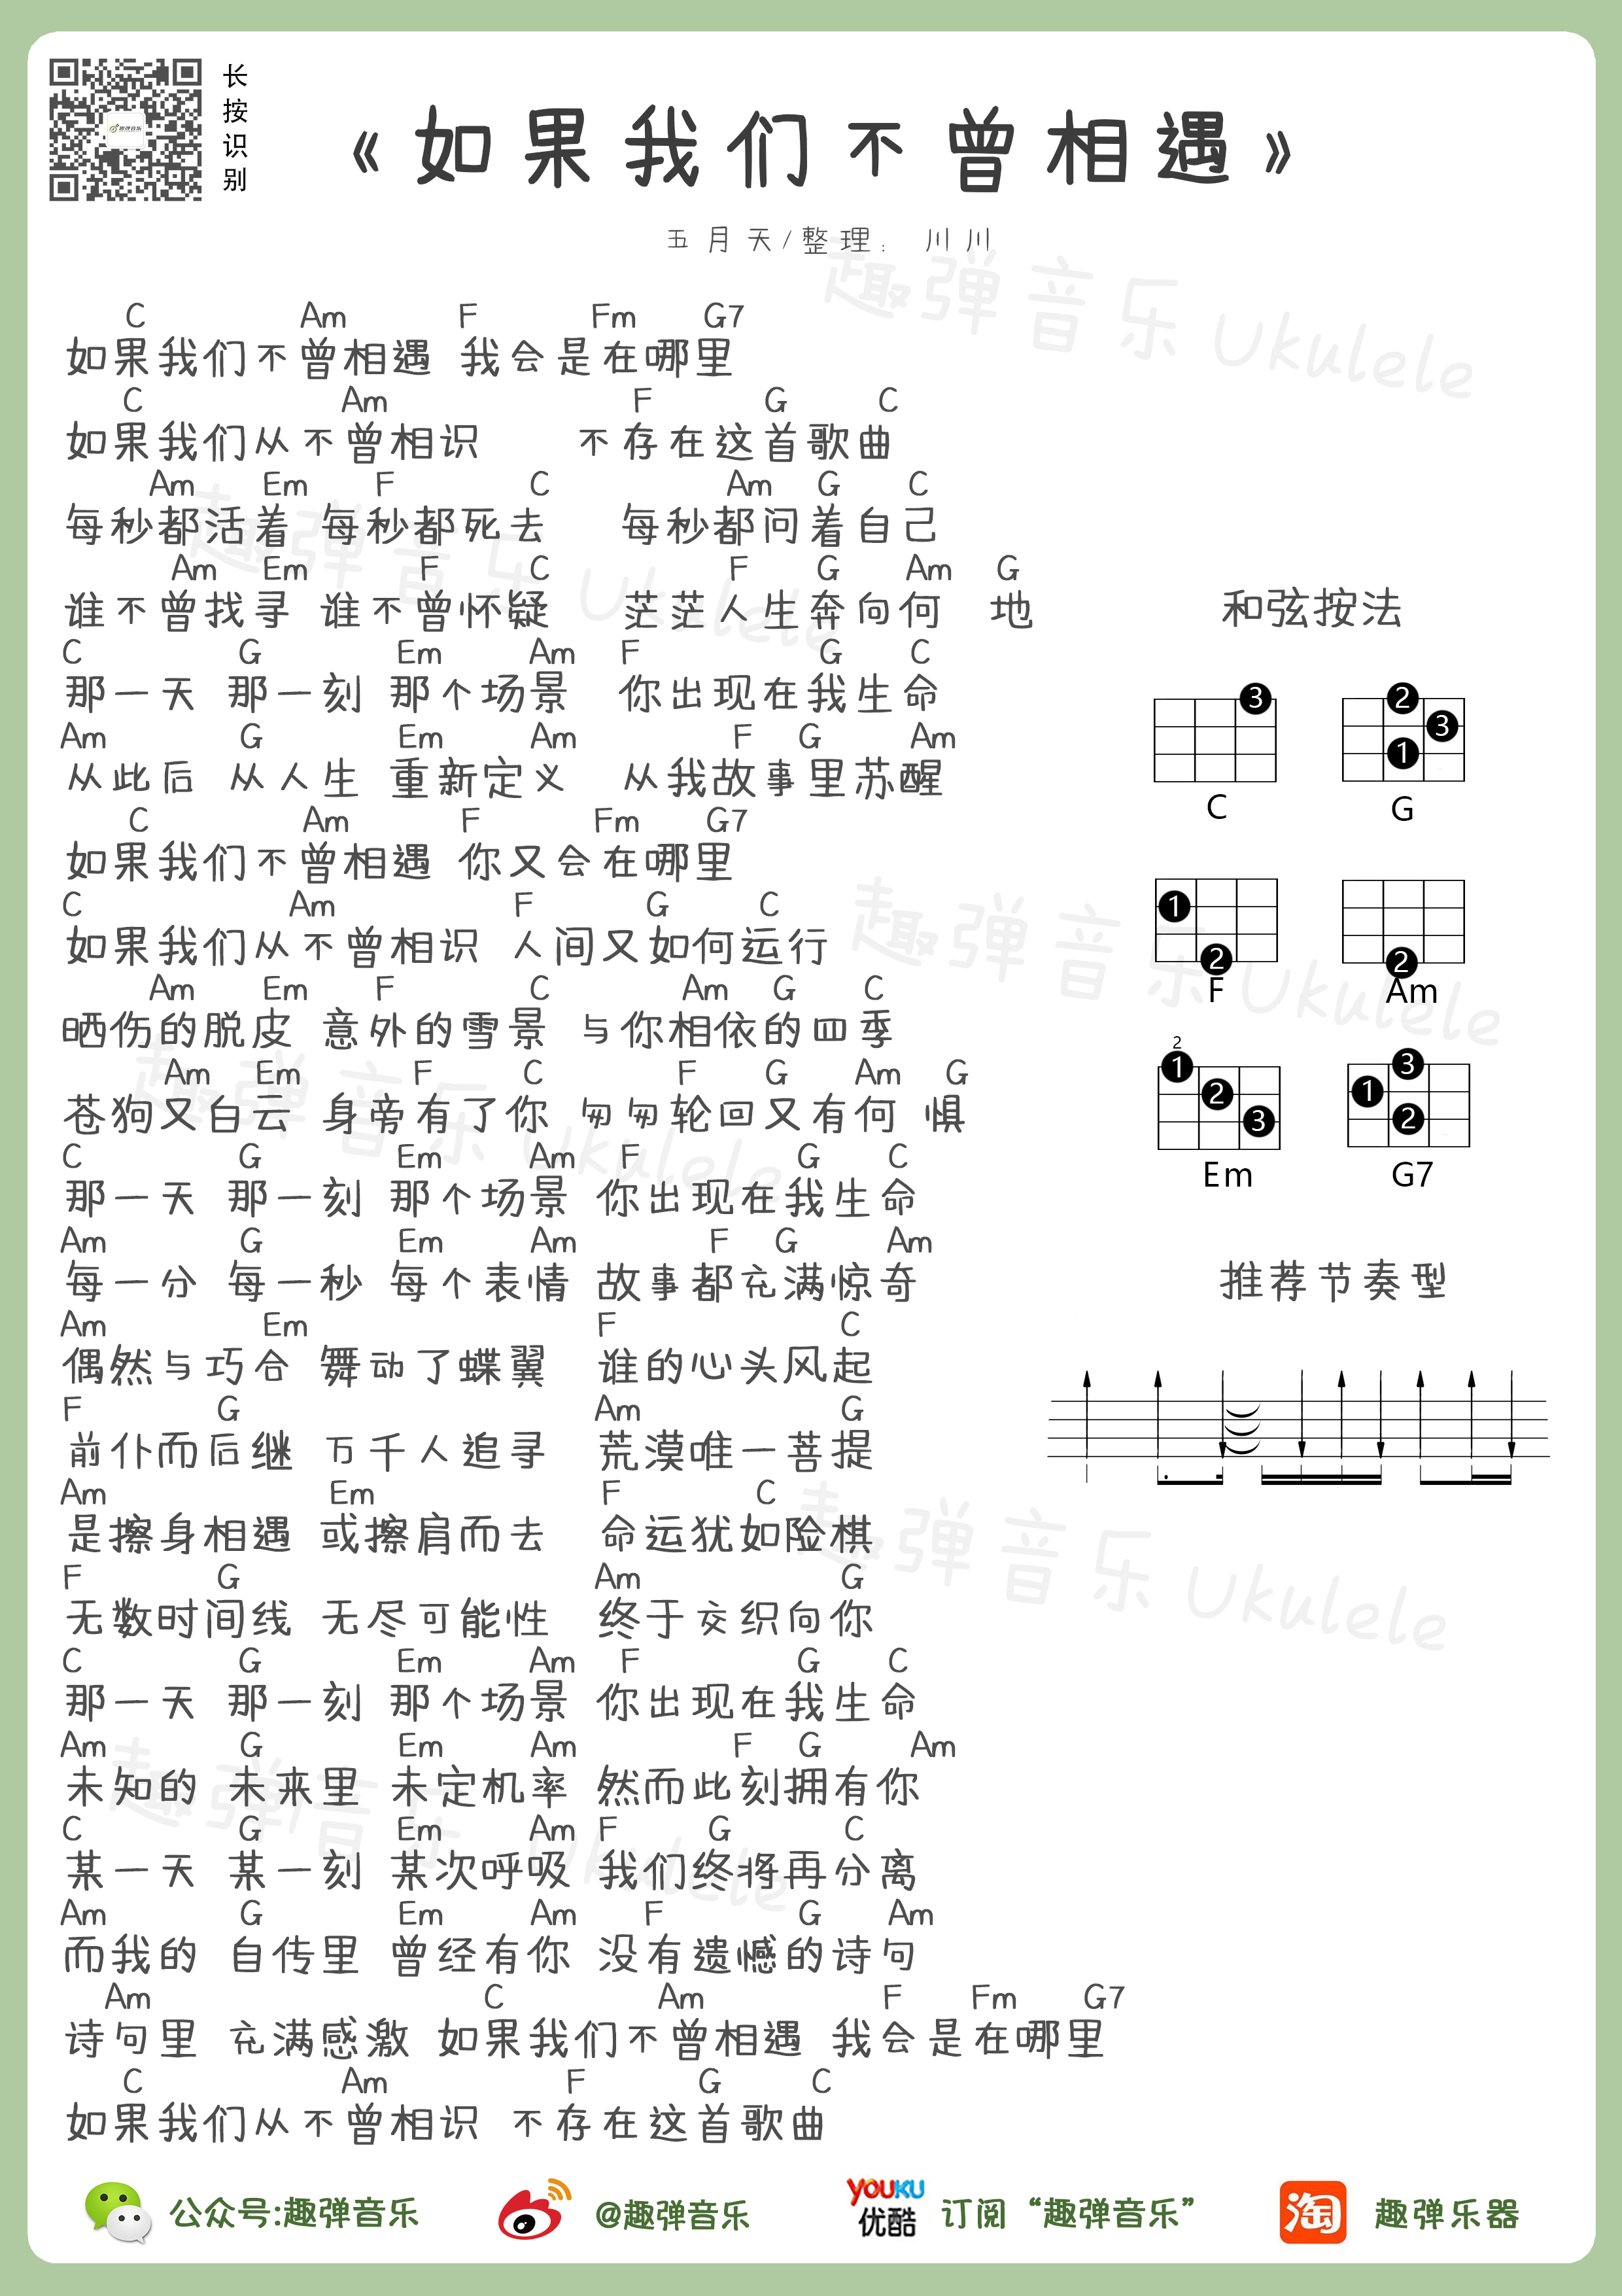 长按识别
《如果我们不曾相遇》
五月天/整理：川川
C Am F Fm G7
如果我们不曾相遇 我会是在哪里
C Am F G C
如果我们从不曾相识 不存在这首歌曲
Am Em F C Am G C
每秒都活着 每秒都死去 每秒都问着自己
Am Em F C F G Am G
谁不曾找寻 谁不曾怀疑 茫茫人生奔向何 地
C G Em Am F G C
那一天 那一刻 那个场景 你出现在我生命
Am G Em Am F G Am
从此后 从人生 重新定义 从我故事里苏醒
C Am F Fm G7
如果我们不曾相遇 你又会在哪里
C Am F G C
如果我们从不曾相识 人间又如何运行
Am Em F C Am G C
晒伤的脱皮 意外的雪景 与你相依的四季
Am Em F C F G Am G
苍狗又白云 身旁有了你 匆匆轮回又有何 惧
C G Em Am F G C
那一天 那一刻 那个场景 你出现在我生命
Am G Em Am F G Am
每一分 每一秒 每个表情 故事都充满惊奇
Am Em F C
偶然与巧合 舞动了蝶翼 谁的心头风起
F G Am G
前仆而后继 万千人追寻 荒漠唯一菩提
Am Em F C
是擦身相遇 或擦肩而去 命运犹如险棋
F G Am G
无数时间线 无尽可能性 终于交织向你
C G Em Am F G C
那一天 那一刻 那个场景 你出现在我生命
Am G Em Am F G Am
未知的 未来里 未定机率 然而此刻拥有你
C G Em Am F G C
某一天 某一刻 某次呼吸 我们终将再分离
Am G Em Am F G Am
而我的 自传里 曾经有你 没有遗憾的诗句
Am C Am F Fm G7
诗句里 充满感激 如果我们不曾相遇 我会是在哪里
C Am F G C
如果我们从不曾相识 不存在这首歌曲
和弦按法
3
2 3 1
C G
1 2
2
F Am
2
1 2 3
3 1 2
Em G7
推荐节奏型
趣弹音乐 Ukulele
趣弹音乐 Ukulele
趣弹音乐 Ukulele
趣弹音乐 Ukulele
趣弹音乐 Ukulele
趣弹音乐 Ukulele
公众号:趣弹音乐
@趣弹音乐
YOUKU
优酷
订阅“趣弹音乐”
淘
趣弹乐器